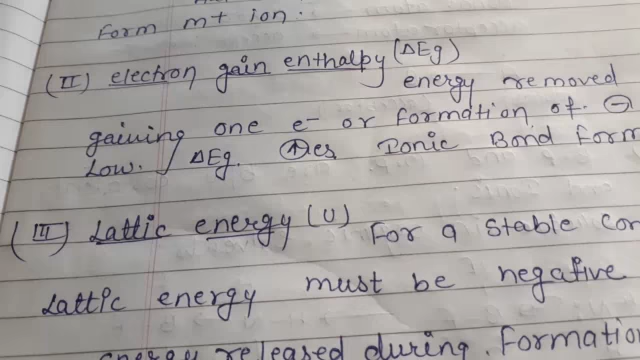 form m+ ion.
(II) electron gain enthalpy (ΔEg)
energy removed
gaining one e- or formation of ⊖
Low. ΔEg. ⊕es Ionic Bond Form
(III) Lattic energy (U) For a stable Con
Lattic energy must be negative
energy released during formation